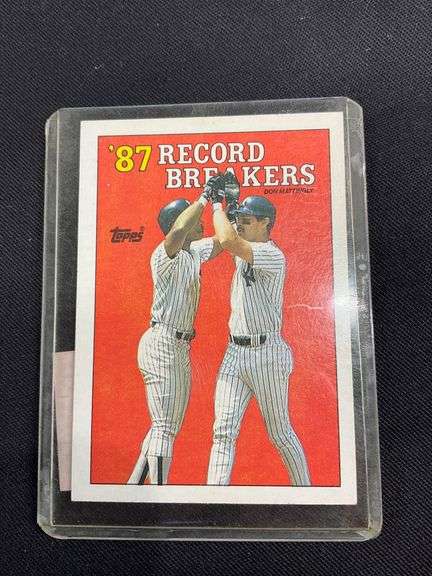 '87 RECORD
BREAKERS
DON MATTINGLY
Topps